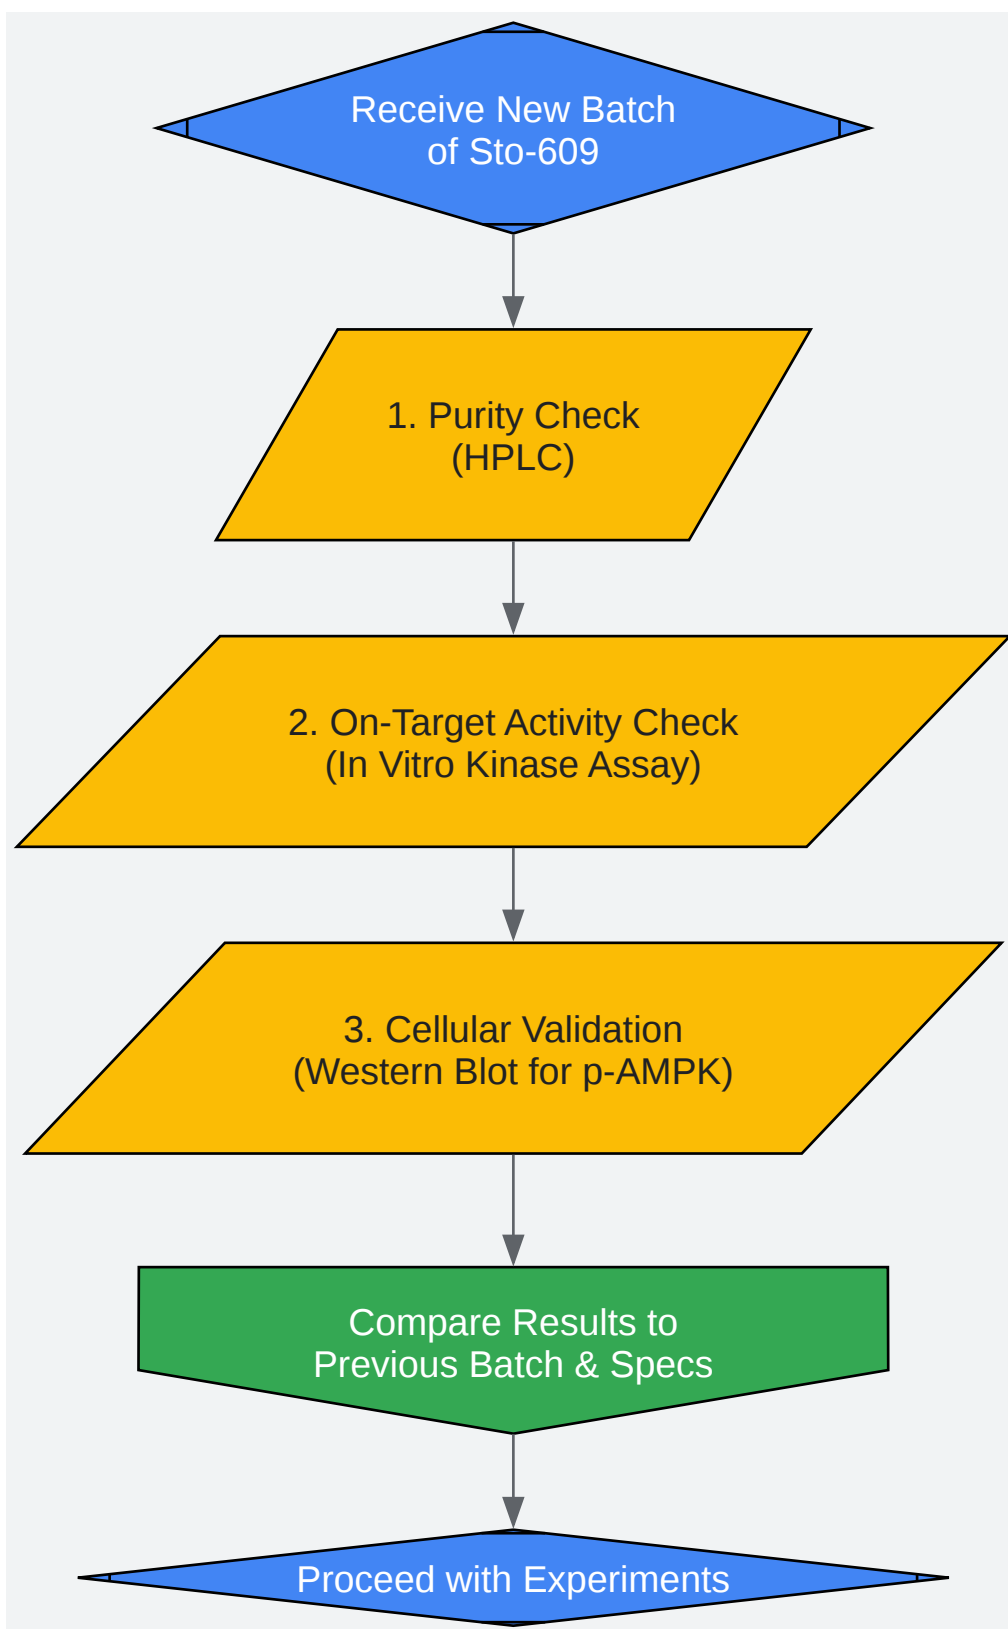 Receive New Batch
of Sto-609
1. Purity Check
(HPLC)
2. On-Target Activity Check
(In Vitro Kinase Assay)
3. Cellular Validation
(Western Blot for p-AMPK)
Compare Results to
Previous Batch & Specs
Proceed with Experiments